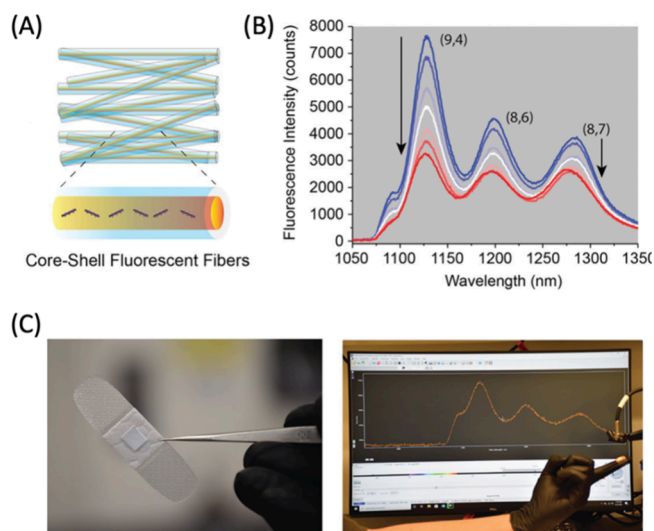 (A)
Core-Shell Fluorescent Fibers
(B)
Fluorescence Intensity (counts)
8000
7000
6000
5000
4000
3000
2000
1000
0
(9,4)
(8,6)
(8,7)
1050 1100 1150 1200 1250 1300 1350
Wavelength (nm)
(C)